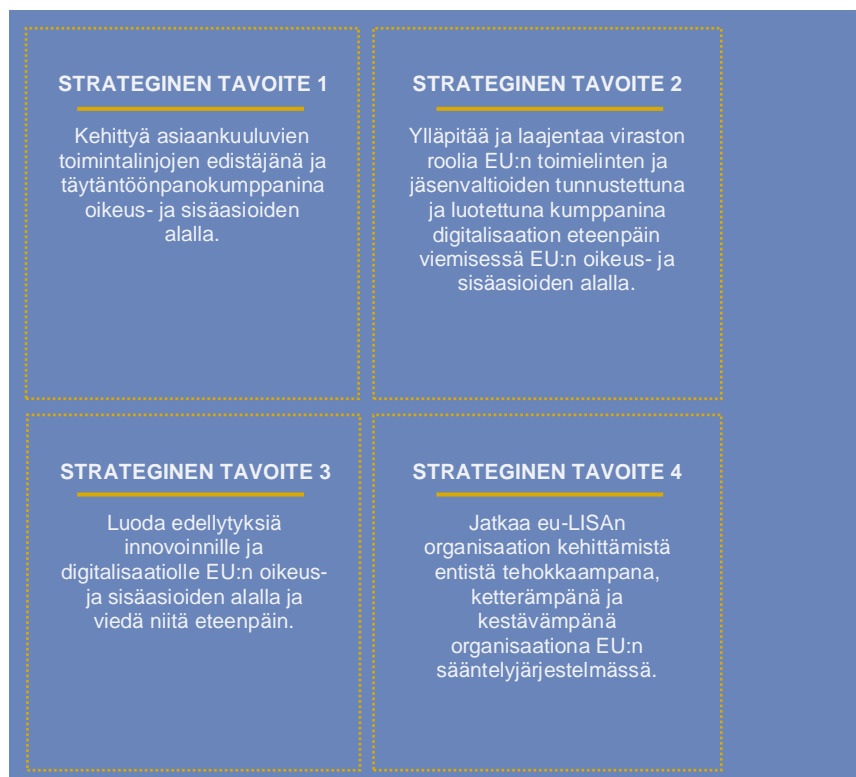 STRATEGINEN TAVOITE 1
Kehittyä asiaankuuluvien
toimintalinjojen edistäjänä ja
täytäntöönpanokumppanina
oikeus- ja sisäasioiden
alalla.
STRATEGINEN TAVOITE 2
Ylläpitää ja laajentaa viraston
roolia EU:n toimielinten ja
jäsenvaltioiden tunnustettuna
ja luotettuna kumppanina
digitalisaation eteenpäin
viemisessä EU:n oikeus- ja
sisäasioiden alalla.
STRATEGINEN TAVOITE 3
Luoda edellytyksiä
innovoinnille ja
digitalisaatiolle EU:n oikeus-
ja sisäasioiden alalla ja
viedä niitä eteenpäin.
STRATEGINEN TAVOITE 4
Jatkaa eu-LISAn
organisaation kehittämistä
entistä tehokkaampana,
ketterämpänä ja
kestävämpänä
organisaationa EU:n
sääntelyjärjestelmässä.